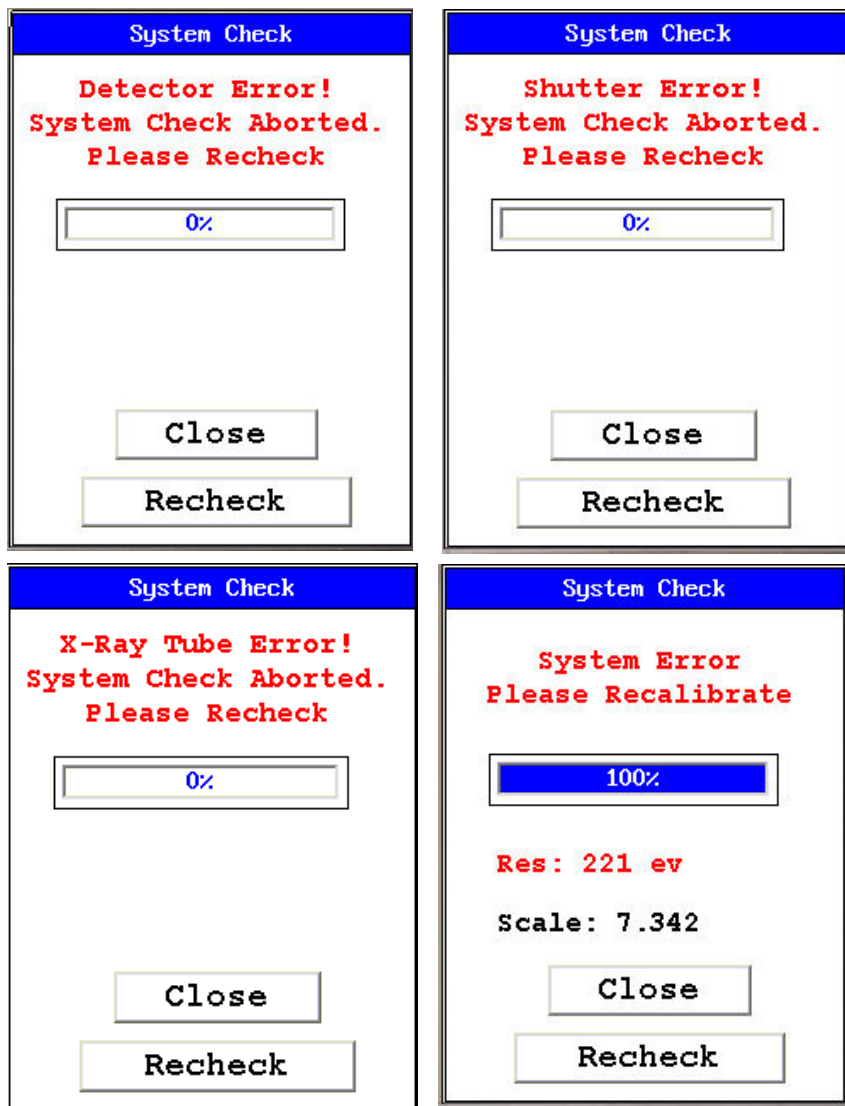 System Check
Detector Error!
System Check Aborted.
Please Recheck
0%
Close
Recheck
System Check
Shutter Error!
System Check Aborted.
Please Recheck
0%
Close
Recheck
System Check
X-Ray Tube Error!
System Check Aborted.
Please Recheck
0%
Close
Recheck
System Check
System Error
Please Recalibrate
100%
Res: 221 ev
Scale: 7.342
Close
Recheck